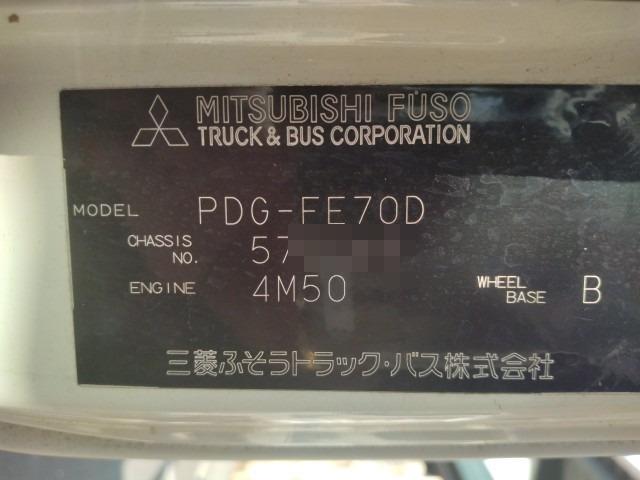 MITSUBISHI FUSO
TRUCK & BUS CORPORATION
MODEL PDG-FE70D
CHASSIS NO. 57
ENGINE 4M50 WHEEL BASE B
三菱ふそうトラック・バス株式会社